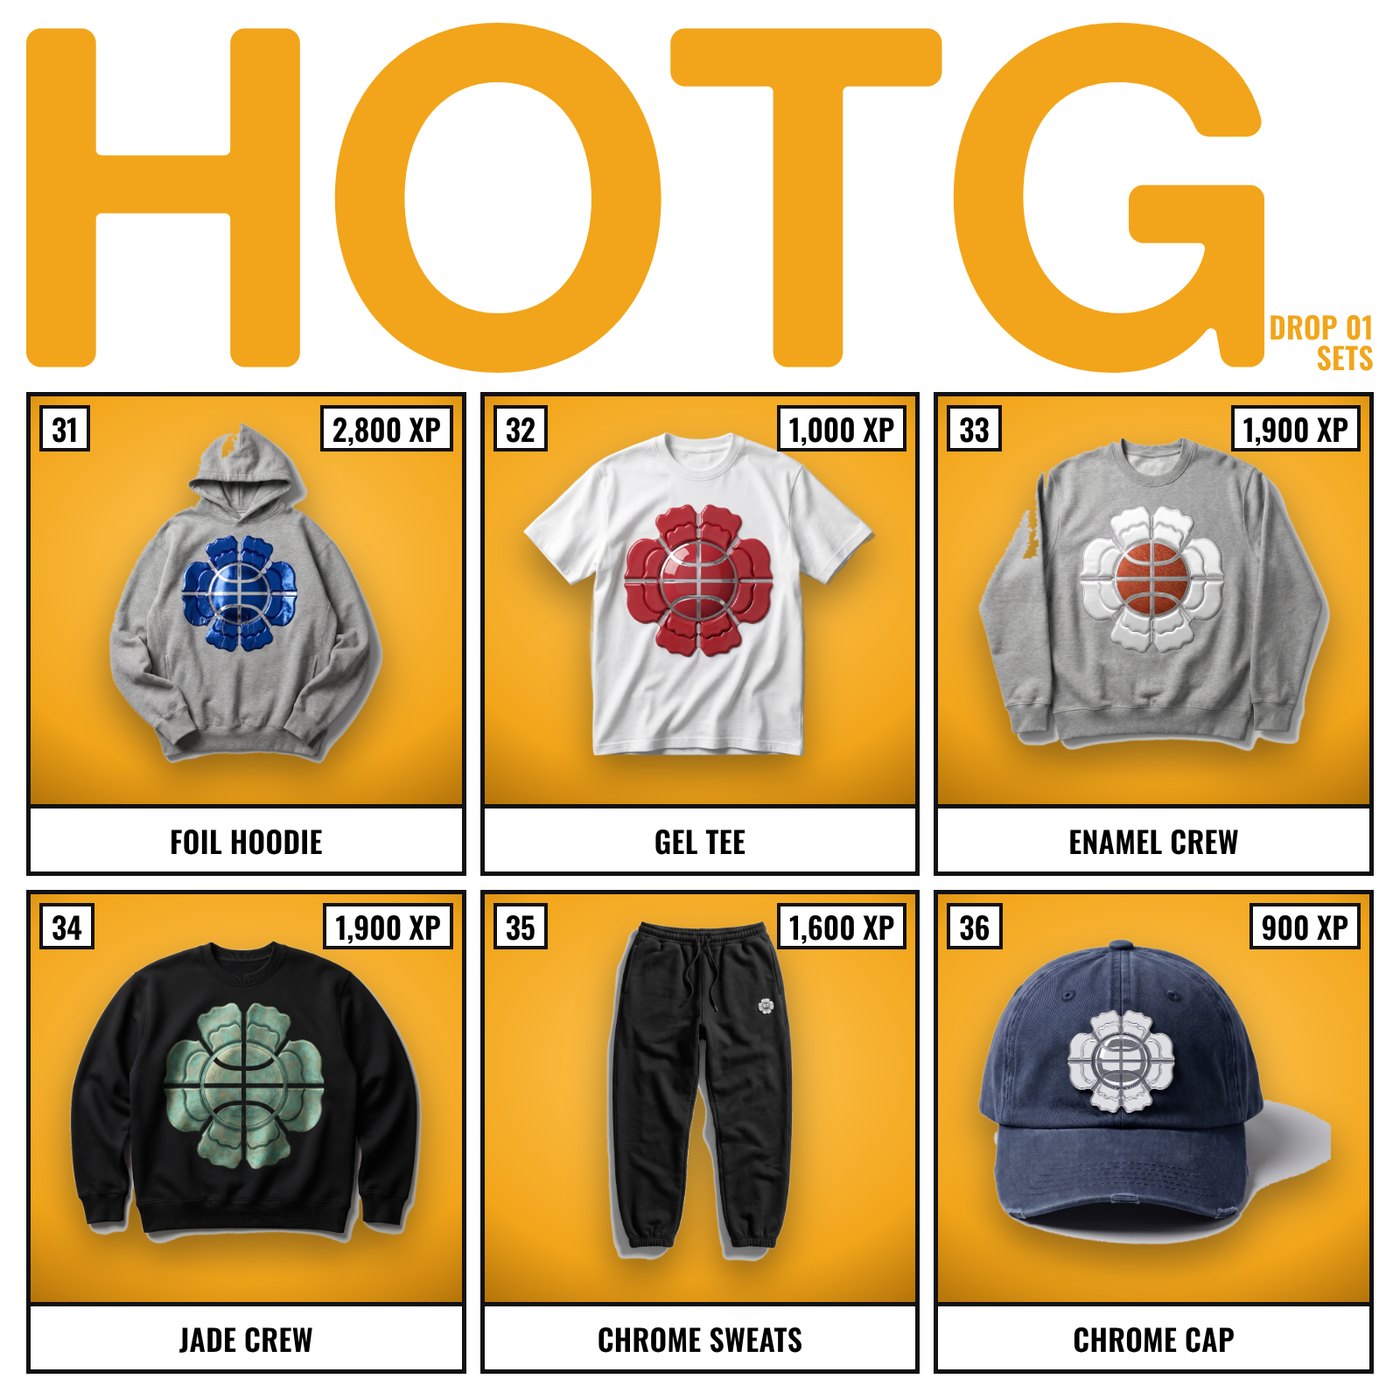 HOTG
DROP 01
SETS
31
2,800 XP
32
1,000 XP
33
1,900 XP
FOIL HOODIE
GEL TEE
ENAMEL CREW
34
1,900 XP
35
1,600 XP
36
900 XP
JADE CREW
CHROME SWEATS
CHROME CAP